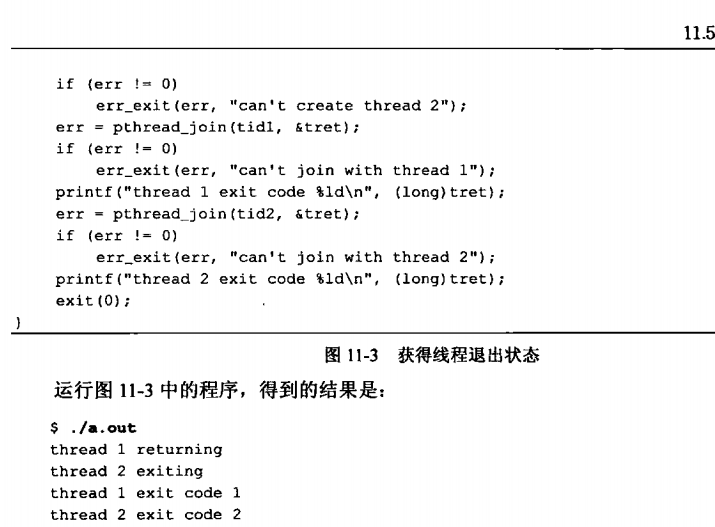 11.5
if (err != 0)
err_exit(err, "can't create thread 2");
err = pthread_join(tid1, &tret);
if (err != 0)
err_exit(err, "can't join with thread 1");
printf("thread 1 exit code %ld\n", (long)tret);
err = pthread_join(tid2, &tret);
if (err != 0)
err_exit(err, "can't join with thread 2");
printf("thread 2 exit code %ld\n", (long)tret);
exit(0);
}
图 11-3 获得线程退出状态
运行图 11-3 中的程序，得到的结果是：
$ ./a.out
thread 1 returning
thread 2 exiting
thread 1 exit code 1
thread 2 exit code 2